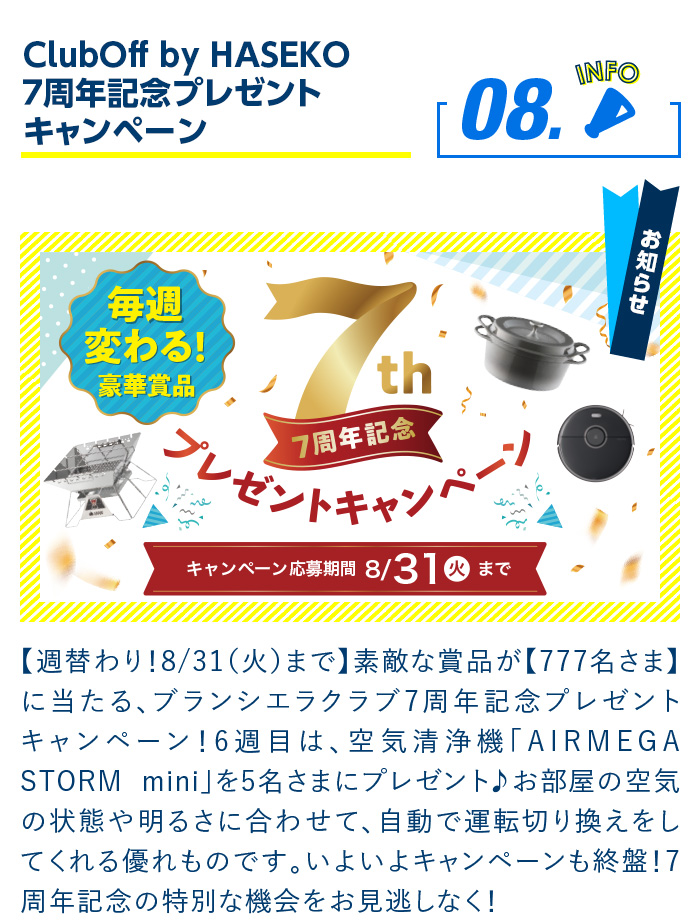 ClubOff by HASEKO
7周年記念プレゼント
キャンペーン
08.
INFO
お知らせ
毎週
変わる!
豪華賞品
7th
7周年記念
プレゼントキャンペーン
キャンペーン応募期間 8/31火まで
【週替わり!8/31(火)まで】素敵な賞品が【777名さま】
に当たる、ブランシエラクラブ7周年記念プレゼント
キャンペーン!6週目は、空気清浄機「AIRMEGA
STORM mini」を5名さまにプレゼント♪お部屋の空気
の状態や明るさに合わせて、自動で運転切り換えをし
てくれる優れものです。いよいよキャンペーンも終盤!7
周年記念の特別な機会をお見逃しなく!